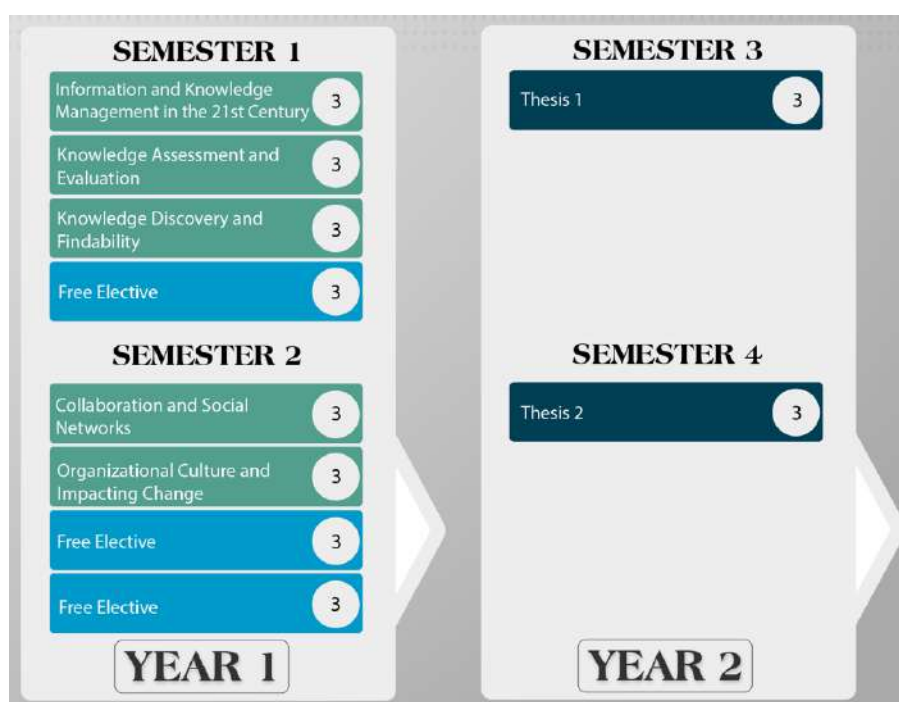 SEMESTER 1
Information and Knowledge
Management in the 21st Century
3
Knowledge Assessment and
Evaluation
3
Knowledge Discovery and
Findability
3
Free Elective
3
SEMESTER 2
Collaboration and Social
Networks
3
Organizational Culture and
Impacting Change
3
Free Elective
3
Free Elective
3
YEAR 1
SEMESTER 3
Thesis 1
3
SEMESTER 4
Thesis 2
3
YEAR 2